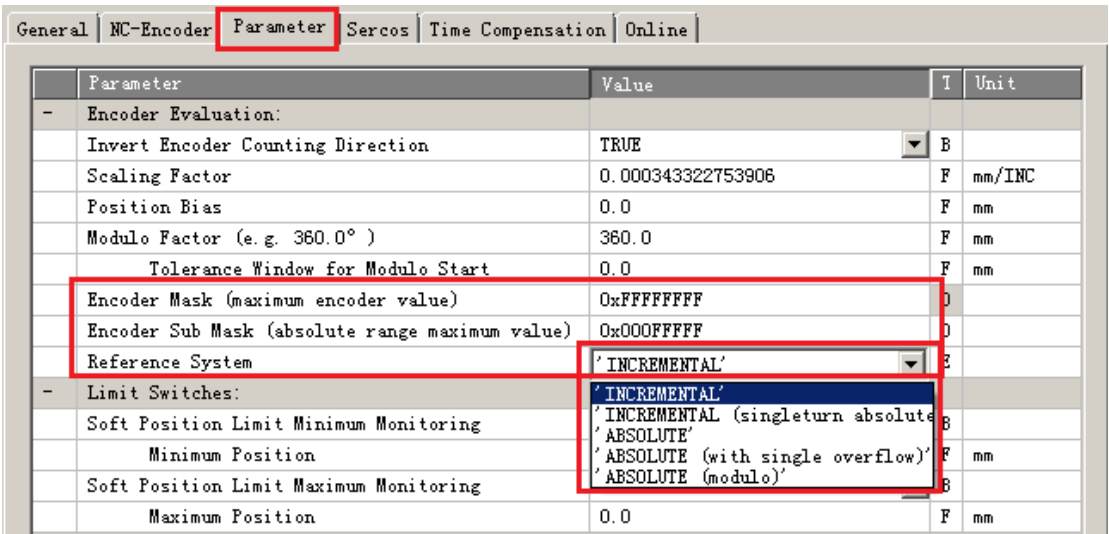 General NC-Encoder Parameter Sercos Time Compensation Online
Parameter Value T Unit
- Encoder Evaluation:
Invert Encoder Counting Direction TRUE B
Scaling Factor 0.000343322753906 F mm/INC
Position Bias 0.0 F mm
Modulo Factor (e.g. 360.0° ) 360.0 F mm
Tolerance Window for Modulo Start 0.0 F mm
Encoder Mask (maximum encoder value) 0xFFFFFFFF D
Encoder Sub Mask (absolute range maximum value) 0x000FFFFF D
Reference System 'INCREMENTAL' E
- Limit Switches: 'INCREMENTAL'
Soft Position Limit Minimum Monitoring 'INCREMENTAL (singleturn absolute B
'ABSOLUTE'
Minimum Position 'ABSOLUTE (with single overflow)' F mm
'ABSOLUTE (modulo)'
Soft Position Limit Maximum Monitoring B
Maximum Position 0.0 F mm